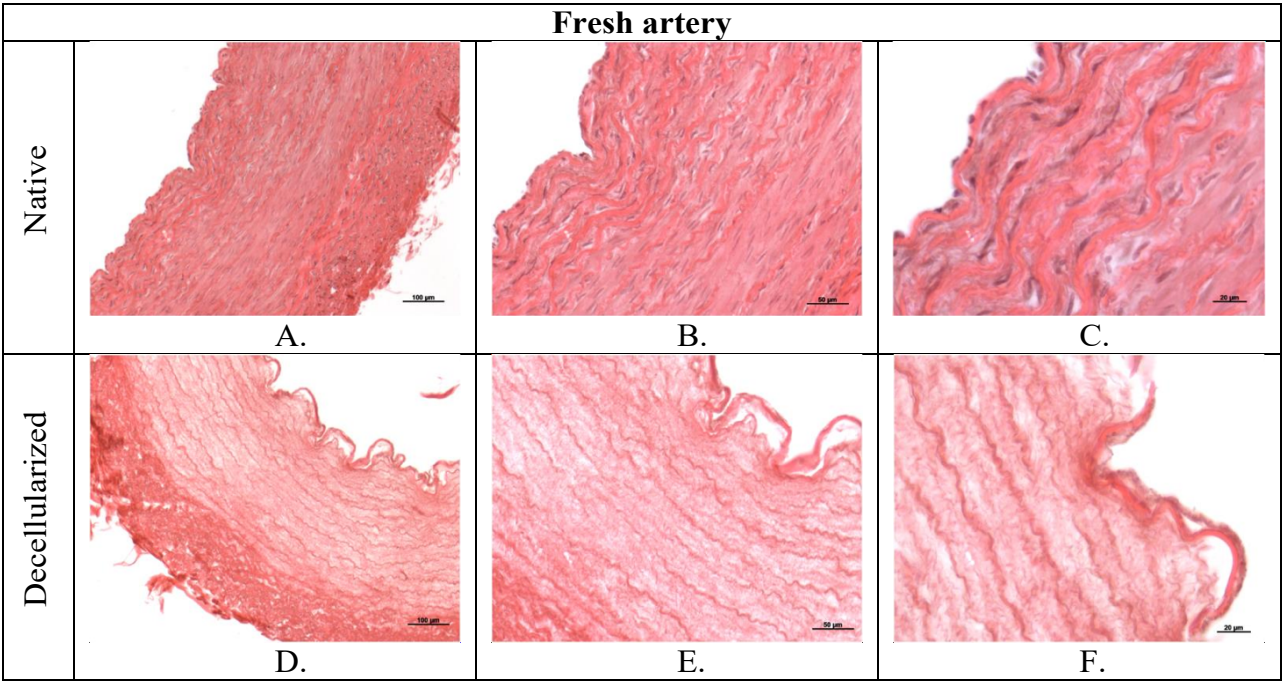 Fresh artery
Native
100 µm
50 µm
20 µm
A.
B.
C.
Decellularized
100 µm
50 µm
20 µm
D.
E.
F.